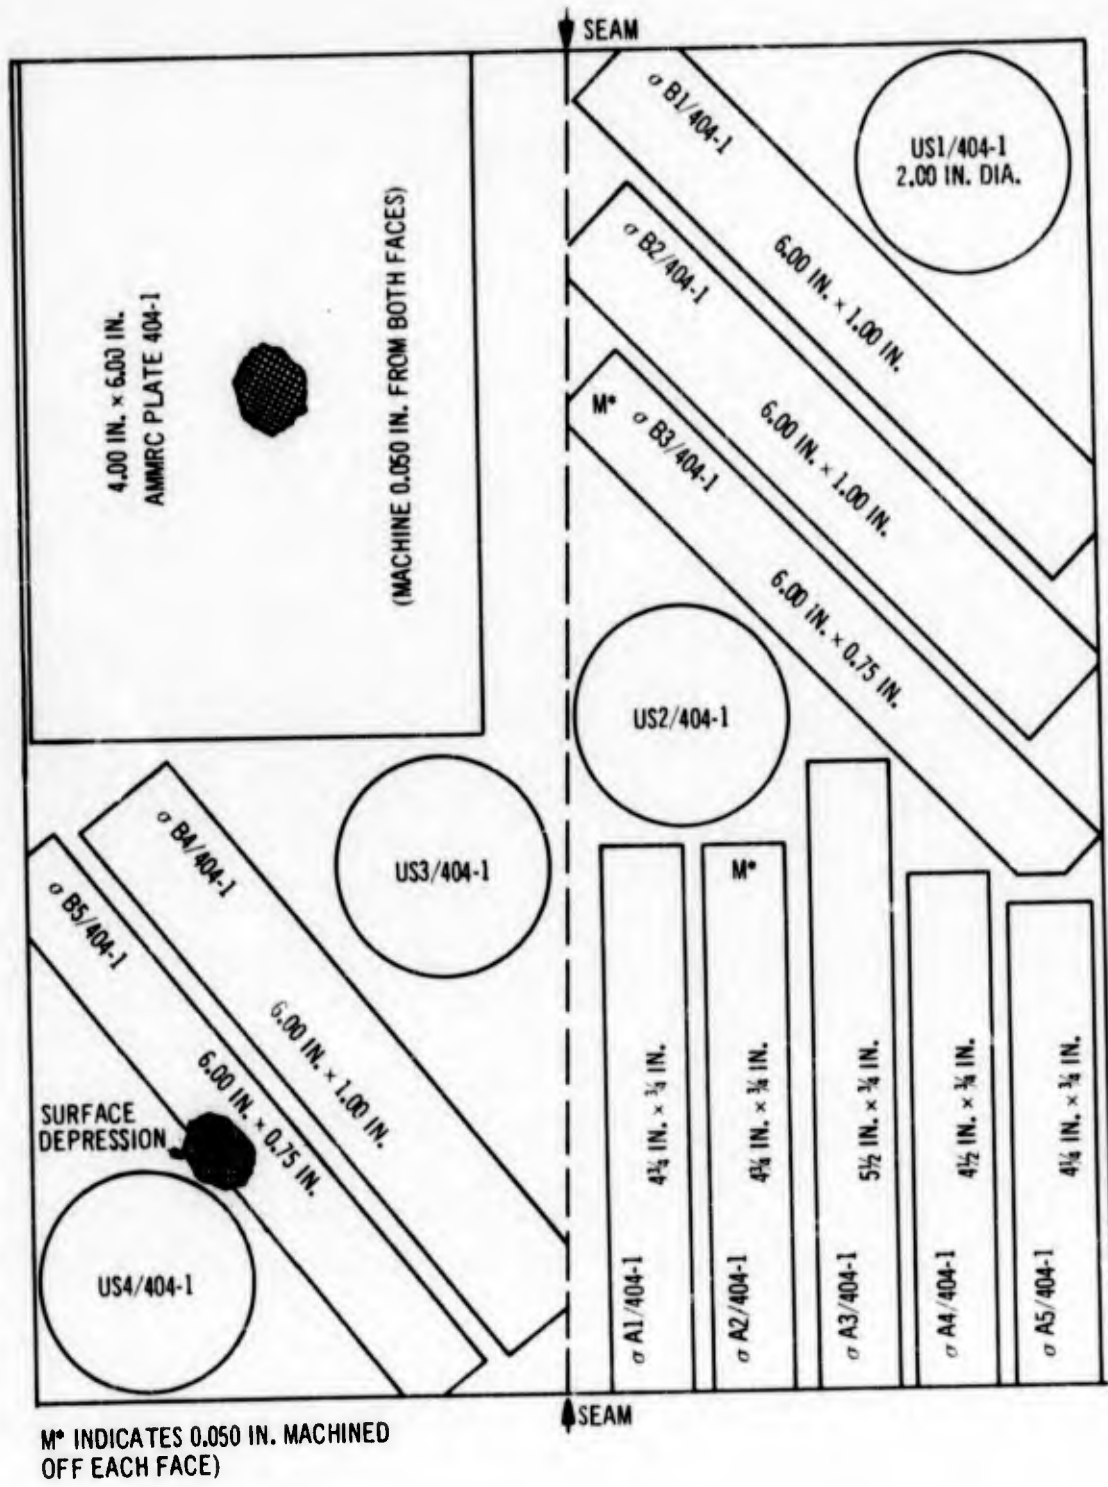 SEAM
σ B1/404-1
6.00 IN. × 1.00 IN.
US1/404-1
2.00 IN. DIA.
4.00 IN. × 6.00 IN.
AMMRC PLATE 404-1
(MACHINE 0.050 IN. FROM BOTH FACES)
σ B2/404-1
6.00 IN. × 1.00 IN.
M*
σ B3/404-1
6.00 IN. × 0.75 IN.
US2/404-1
US3/404-1
σ B4/404-1
6.00 IN. × 1.00 IN.
σ B5/404-1
6.00 IN. × 0.75 IN.
SURFACE
DEPRESSION
US4/404-1
σ A1/404-1
4¾ IN. × ¾ IN.
M*
σ A2/404-1
4¾ IN. × ¾ IN.
σ A3/404-1
5½ IN. × ¾ IN.
σ A4/404-1
4½ IN. × ¾ IN.
σ A5/404-1
4¼ IN. × ¾ IN.
SEAM
M* INDICATES 0.050 IN. MACHINED
OFF EACH FACE)